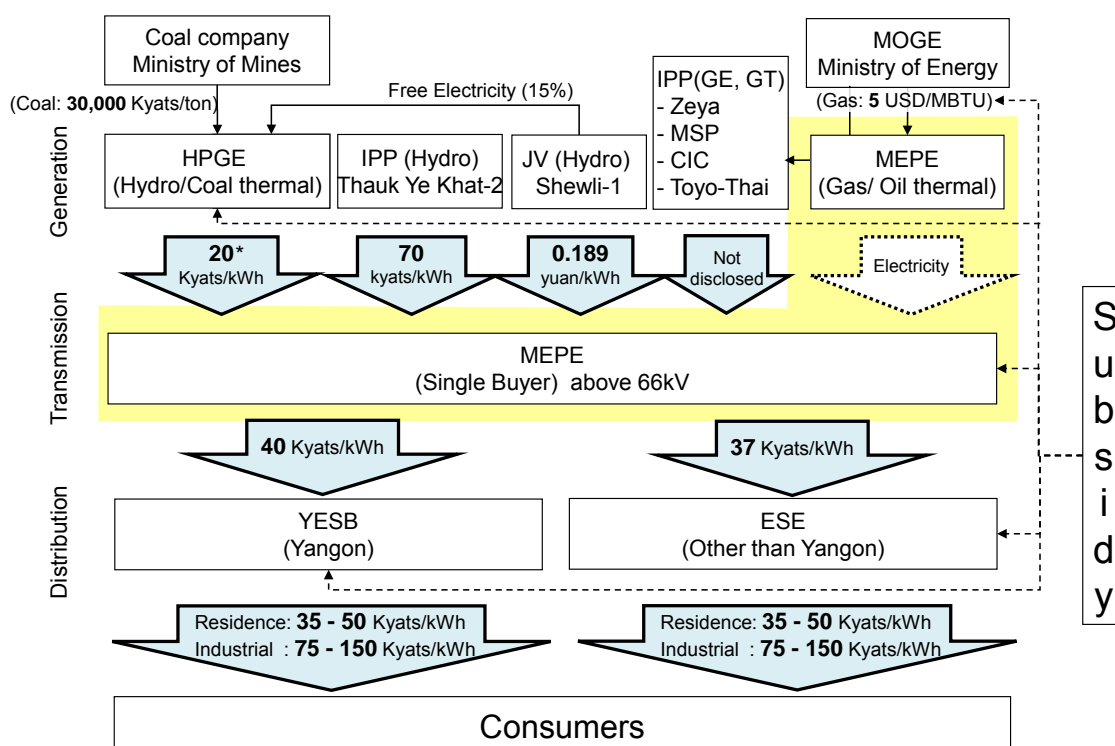 Coal company
Ministry of Mines
MOGE
Ministry of Energy
(Coal: 30,000 Kyats/ton)
Free Electricity (15%)
IPP(GE, GT)
- Zeya
- MSP
- CIC
- Toyo-Thai
(Gas: 5 USD/MBTU)
Generation
HPGE
(Hydro/Coal thermal)
IPP (Hydro)
Thauk Ye Khat-2
JV (Hydro)
Shewli-1
MEPE
(Gas/ Oil thermal)
20*
Kyats/kWh
70
kyats/kWh
0.189
yuan/kWh
Not
disclosed
Electricity
Transmission
MEPE
(Single Buyer) above 66kV
40 Kyats/kWh
37 Kyats/kWh
Distribution
YESB
(Yangon)
ESE
(Other than Yangon)
Residence: 35 - 50 Kyats/kWh
Industrial : 75 - 150 Kyats/kWh
Residence: 35 - 50 Kyats/kWh
Industrial : 75 - 150 Kyats/kWh
Consumers
Subsidy